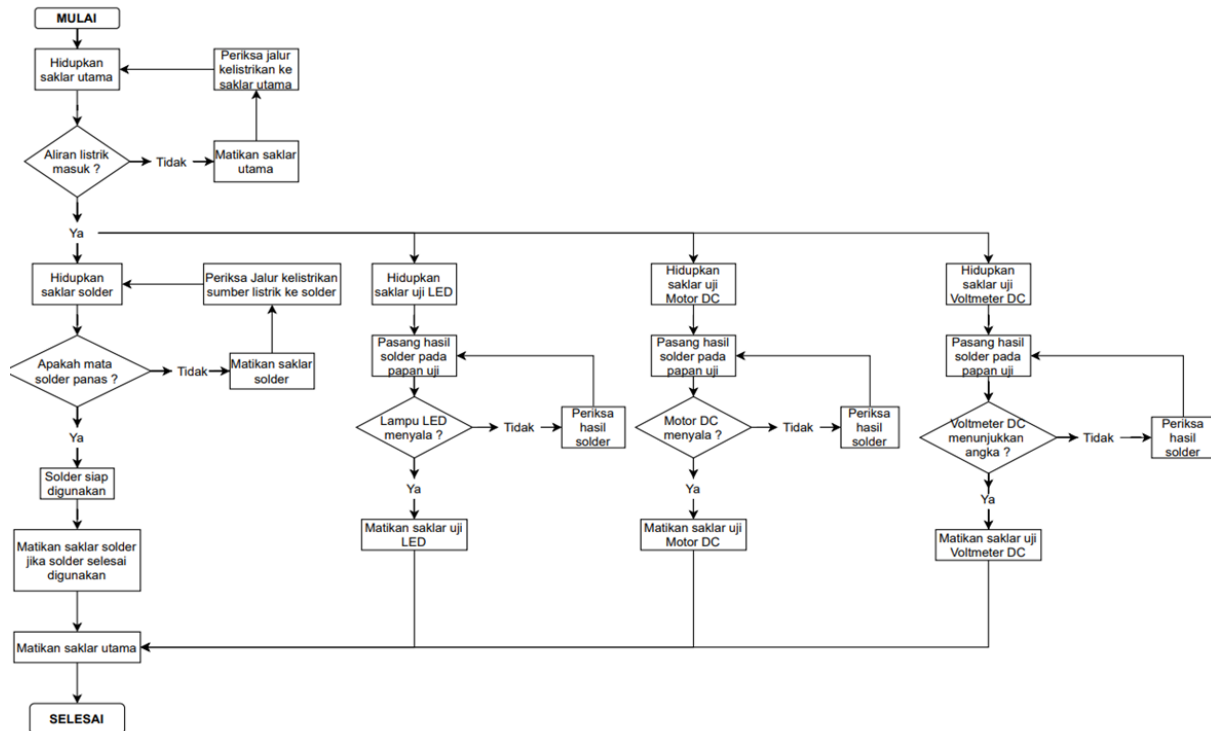 MULAI
Hidupkan
saklar utama
Periksa jalur
kelistrikan ke
saklar utama
Aliran listrik
masuk ?
Tidak
Matikan saklar
utama
Ya
Hidupkan
saklar solder
Periksa Jalur kelistrikan
sumber listrik ke solder
Apakah mata
solder panas ?
Tidak
Matikan saklar
solder
Ya
Solder siap
digunakan
Matikan saklar solder
jika solder selesai
digunakan
Hidupkan
saklar uji LED
Pasang hasil
solder pada
papan uji
Lampu LED
menyala ?
Tidak
Periksa
hasil
solder
Ya
Matikan saklar uji
LED
Hidupkan
saklar uji
Motor DC
Pasang hasil
solder pada
papan uji
Motor DC
menyala ?
Tidak
Periksa
hasil
solder
Ya
Matikan saklar uji
Motor DC
Hidupkan
saklar uji
Voltmeter DC
Pasang hasil
solder pada
papan uji
Voltmeter DC
menunjukkan
angka ?
Tidak
Periksa
hasil
solder
Ya
Matikan saklar uji
Voltmeter DC
Matikan saklar utama
SELESAI